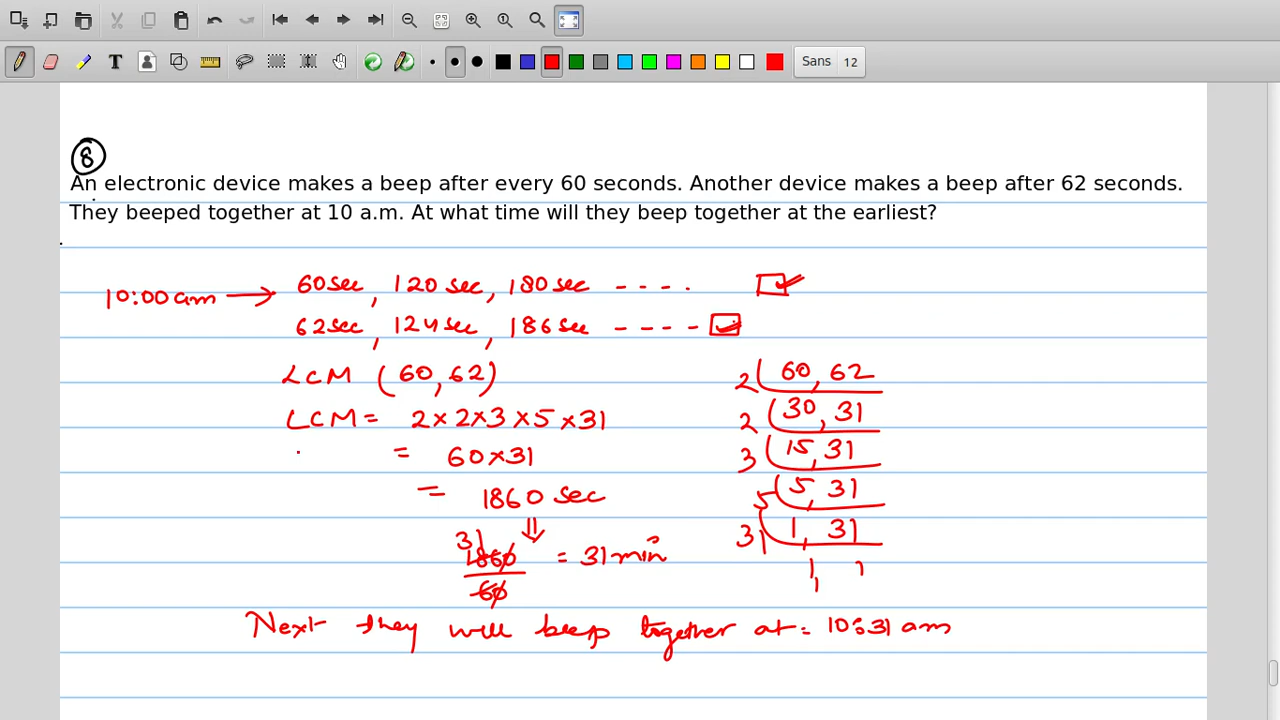 Sans 12
8
An electronic device makes a beep after every 60 seconds. Another device makes a beep after 62 seconds.
They beeped together at 10 a.m. At what time will they beep together at the earliest?
10:00 am → 60 sec, 120 sec, 180 sec - - - -
62 sec, 124 sec, 186 sec - - - -
LCM (60, 62)
LCM = 2×2×3×5×31
= 60×31
= 1860 sec
⇓
31
1860/60 = 31 min
2 60, 62
2 30, 31
3 15, 31
5 5, 31
31 1, 31
1, 1
Next they will beep together at = 10:31 am